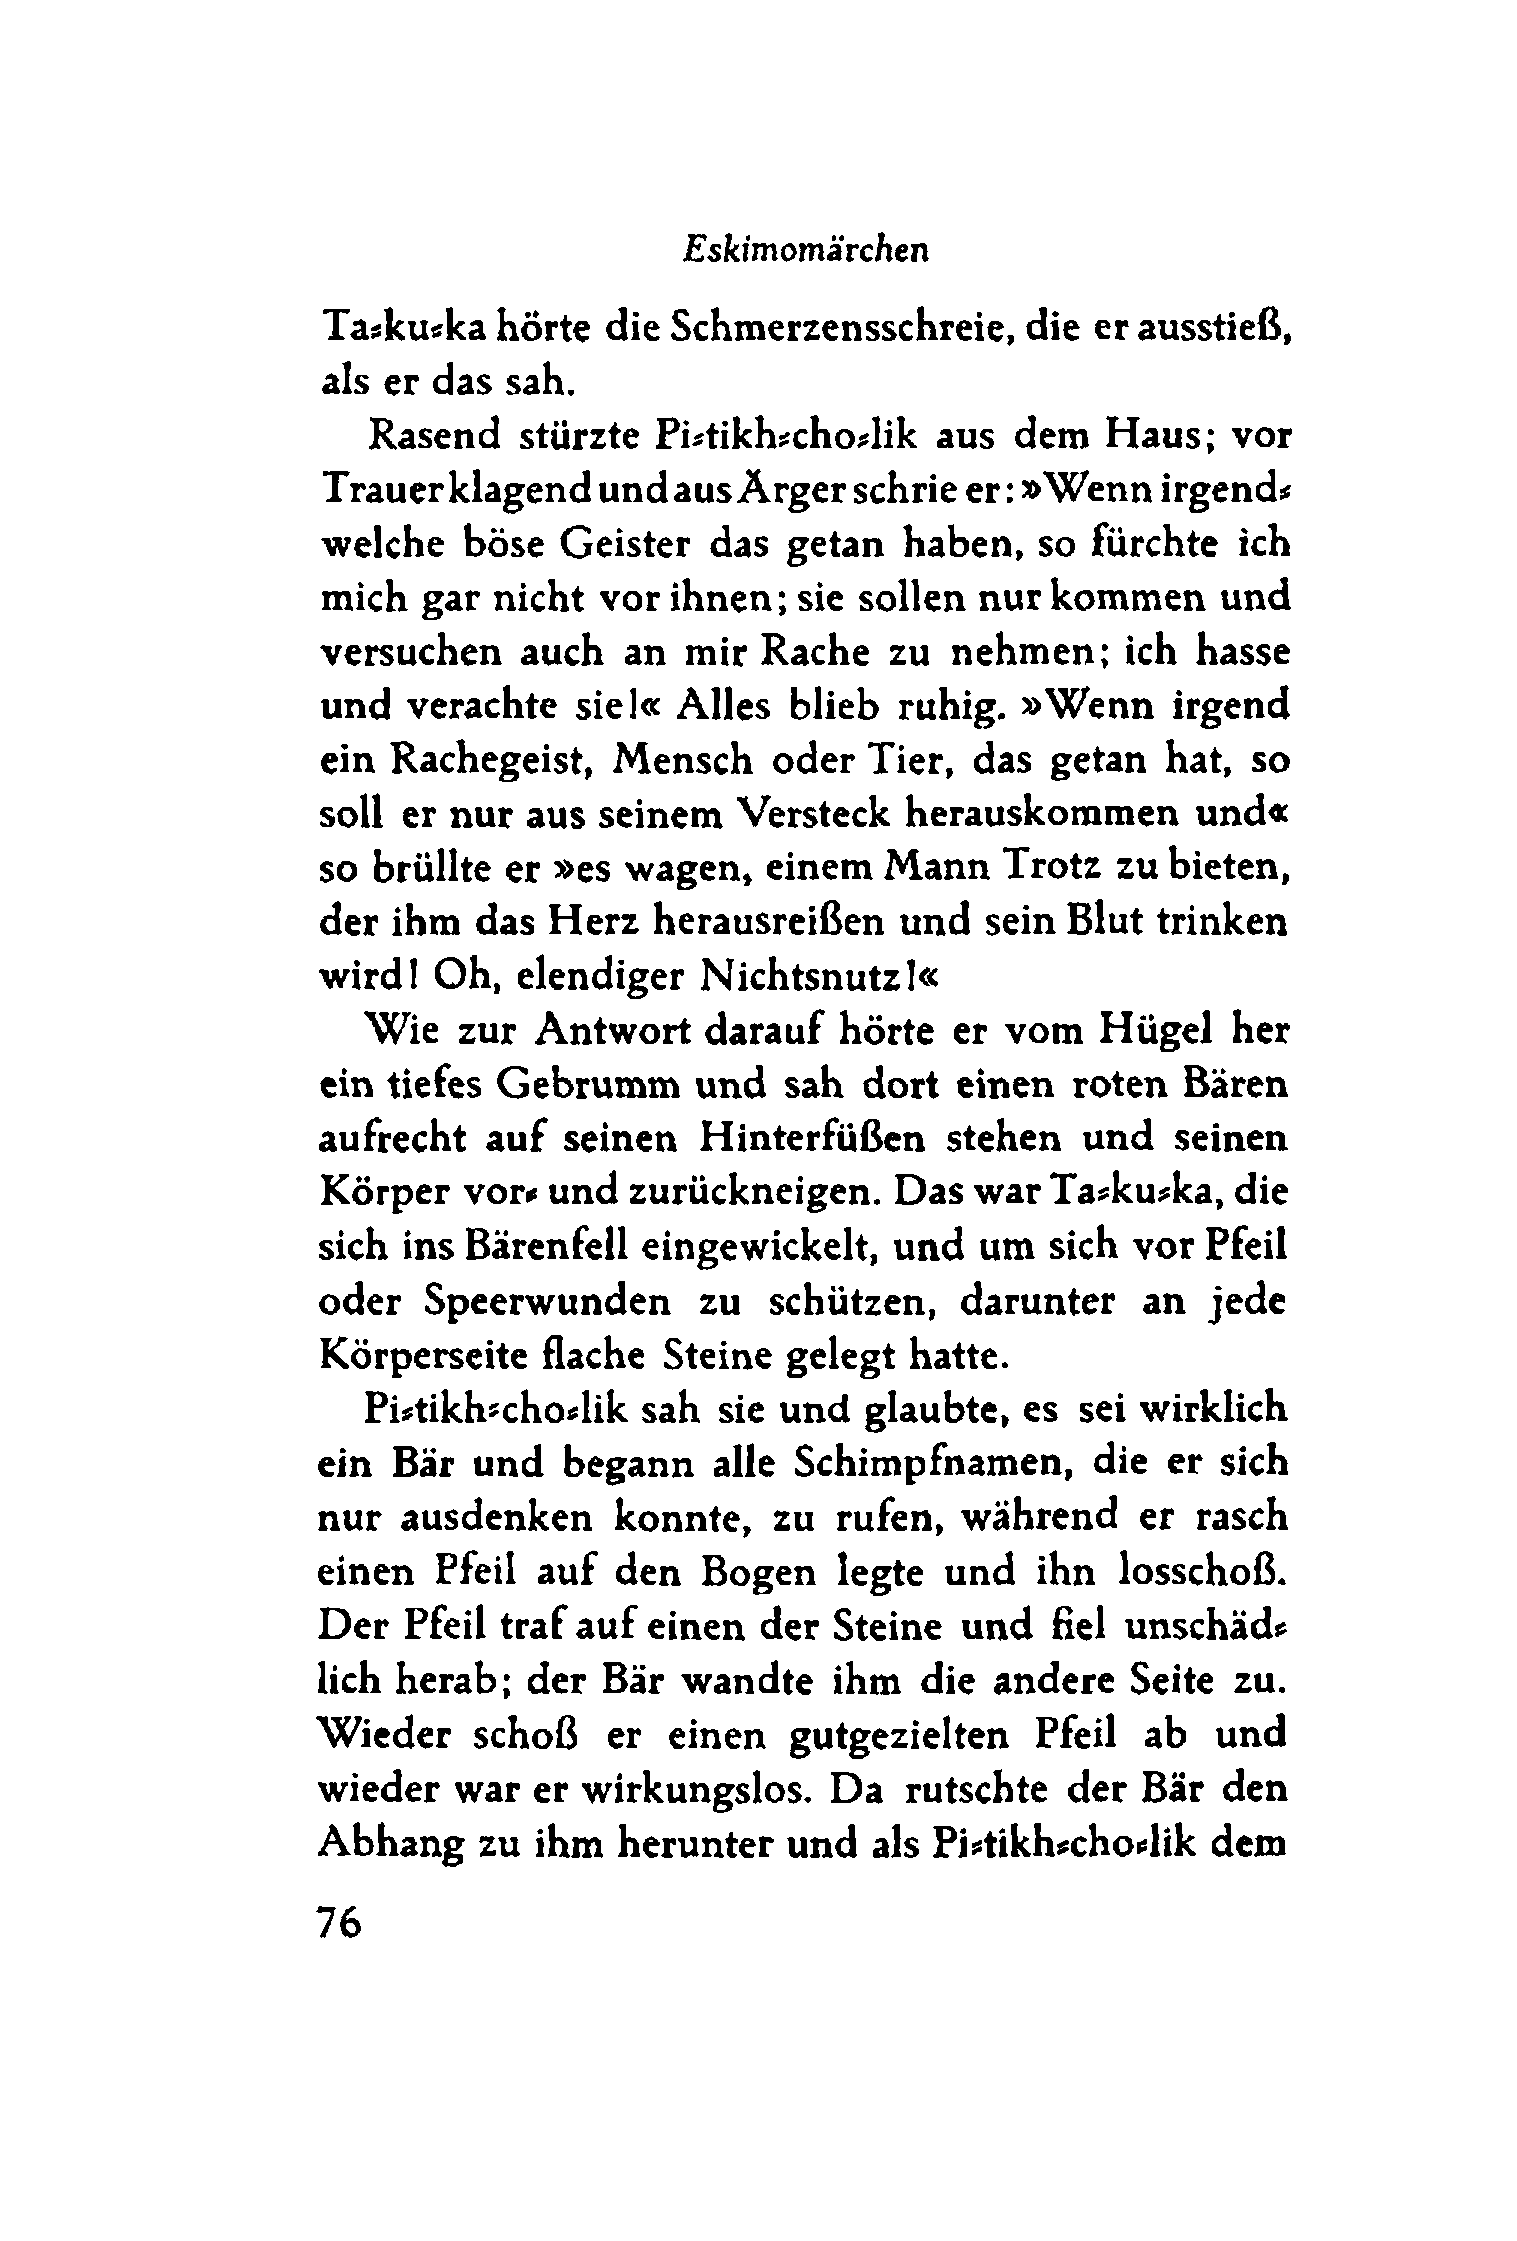 Eskimomärchen
Ta-ku-ka hörte die Schmerzensschreie, die er ausstieß,
als er das sah.
Rasend stürzte Pi-tikh-cho-lik aus dem Haus; vor
Trauer klagend und aus Ärger schrie er: »Wenn irgend-
welche böse Geister das getan haben, so fürchte ich
mich gar nicht vor ihnen; sie sollen nur kommen und
versuchen auch an mir Rache zu nehmen; ich hasse
und verachte sie!« Alles blieb ruhig. »Wenn irgend
ein Rachegeist, Mensch oder Tier, das getan hat, so
soll er nur aus seinem Versteck herauskommen und«
so brüllte er »es wagen, einem Mann Trotz zu bieten,
der ihm das Herz herausreißen und sein Blut trinken
wird! Oh, elendiger Nichtsnutz!«
Wie zur Antwort darauf hörte er vom Hügel her
ein tiefes Gebrumm und sah dort einen roten Bären
aufrecht auf seinen Hinterfüßen stehen und seinen
Körper vor- und zurückneigen. Das war Ta-ku-ka, die
sich ins Bärenfell eingewickelt, und um sich vor Pfeil
oder Speerwunden zu schützen, darunter an jede
Körperseite flache Steine gelegt hatte.
Pi-tikh-cho-lik sah sie und glaubte, es sei wirklich
ein Bär und begann alle Schimpfnamen, die er sich
nur ausdenken konnte, zu rufen, während er rasch
einen Pfeil auf den Bogen legte und ihn losschoß.
Der Pfeil traf auf einen der Steine und fiel unschäd-
lich herab; der Bär wandte ihm die andere Seite zu.
Wieder schoß er einen gutgezielten Pfeil ab und
wieder war er wirkungslos. Da rutschte der Bär den
Abhang zu ihm herunter und als Pi-tikh-cho-lik dem
76